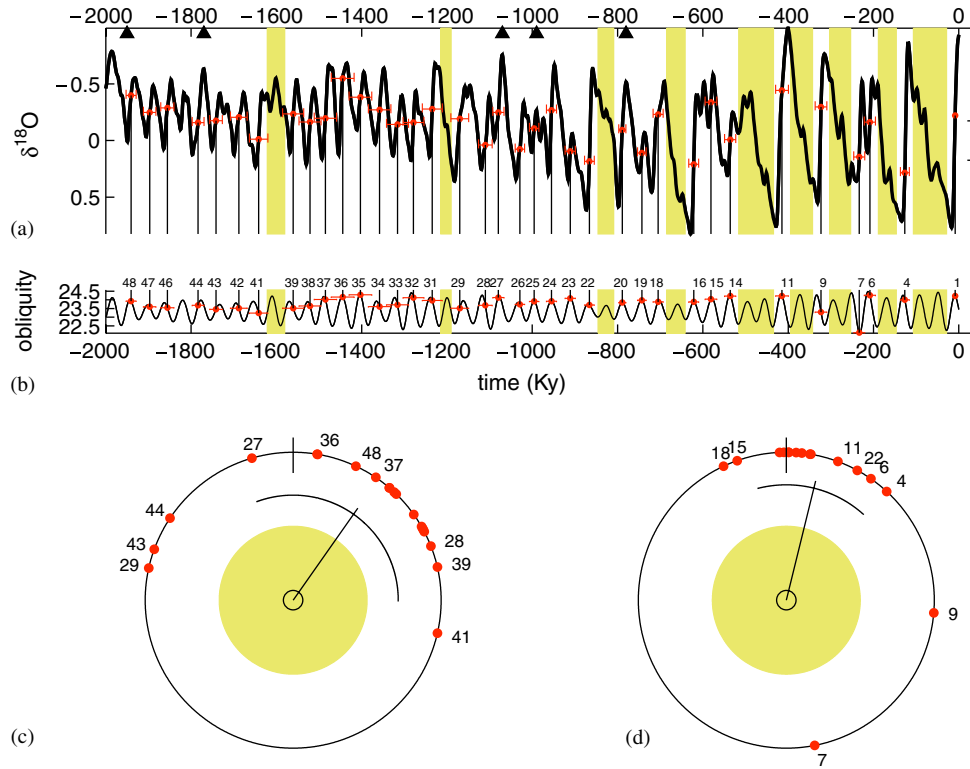 −2000 −1800 −1600 −1400 −1200 −1000 −800 −600 −400 −200 0
−0.5
0
0.5
δ18O
(a)
48 47 46 44 43 42 41 39 38 37 36 35 34 33 32 31 29 28 27 26 25 24 23 22 20 19 18 16 15 14 11 9 7 6 4 1
24.5
23.5
22.5
obliquity
−2000 −1800 −1600 −1400 −1200 −1000 −800 −600 −400 −200 0
(b)
time (Ky)
27 36 48 37 44 43 29 28 39 41
(c)
18 15 11 22 6 4 9 7
(d)